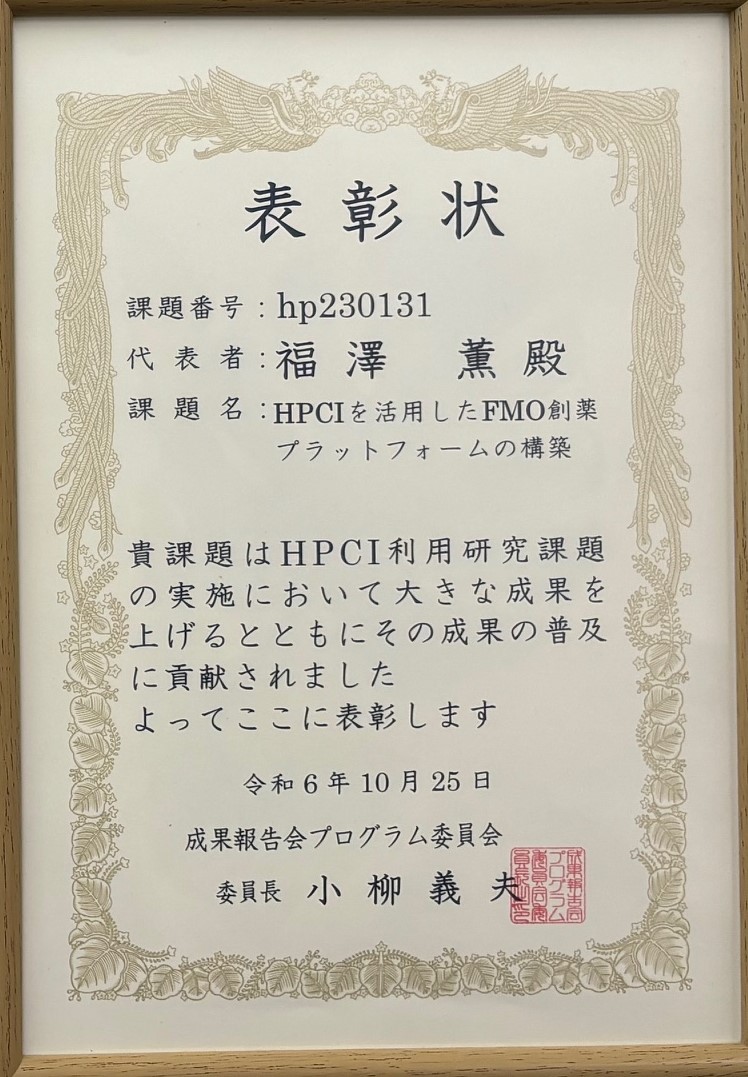 表彰状
課題番号：hp230131
代表者：福澤　薫殿
課題名：HPCIを活用したFMO創薬
プラットフォームの構築
貴課題はHPCI利用研究課題
の実施において大きな成果を
上げるとともにその成果の普及
に貢献されました
よってここに表彰します
令和6年10月25日
成果報告会プログラム委員会
委員長　小柳義夫